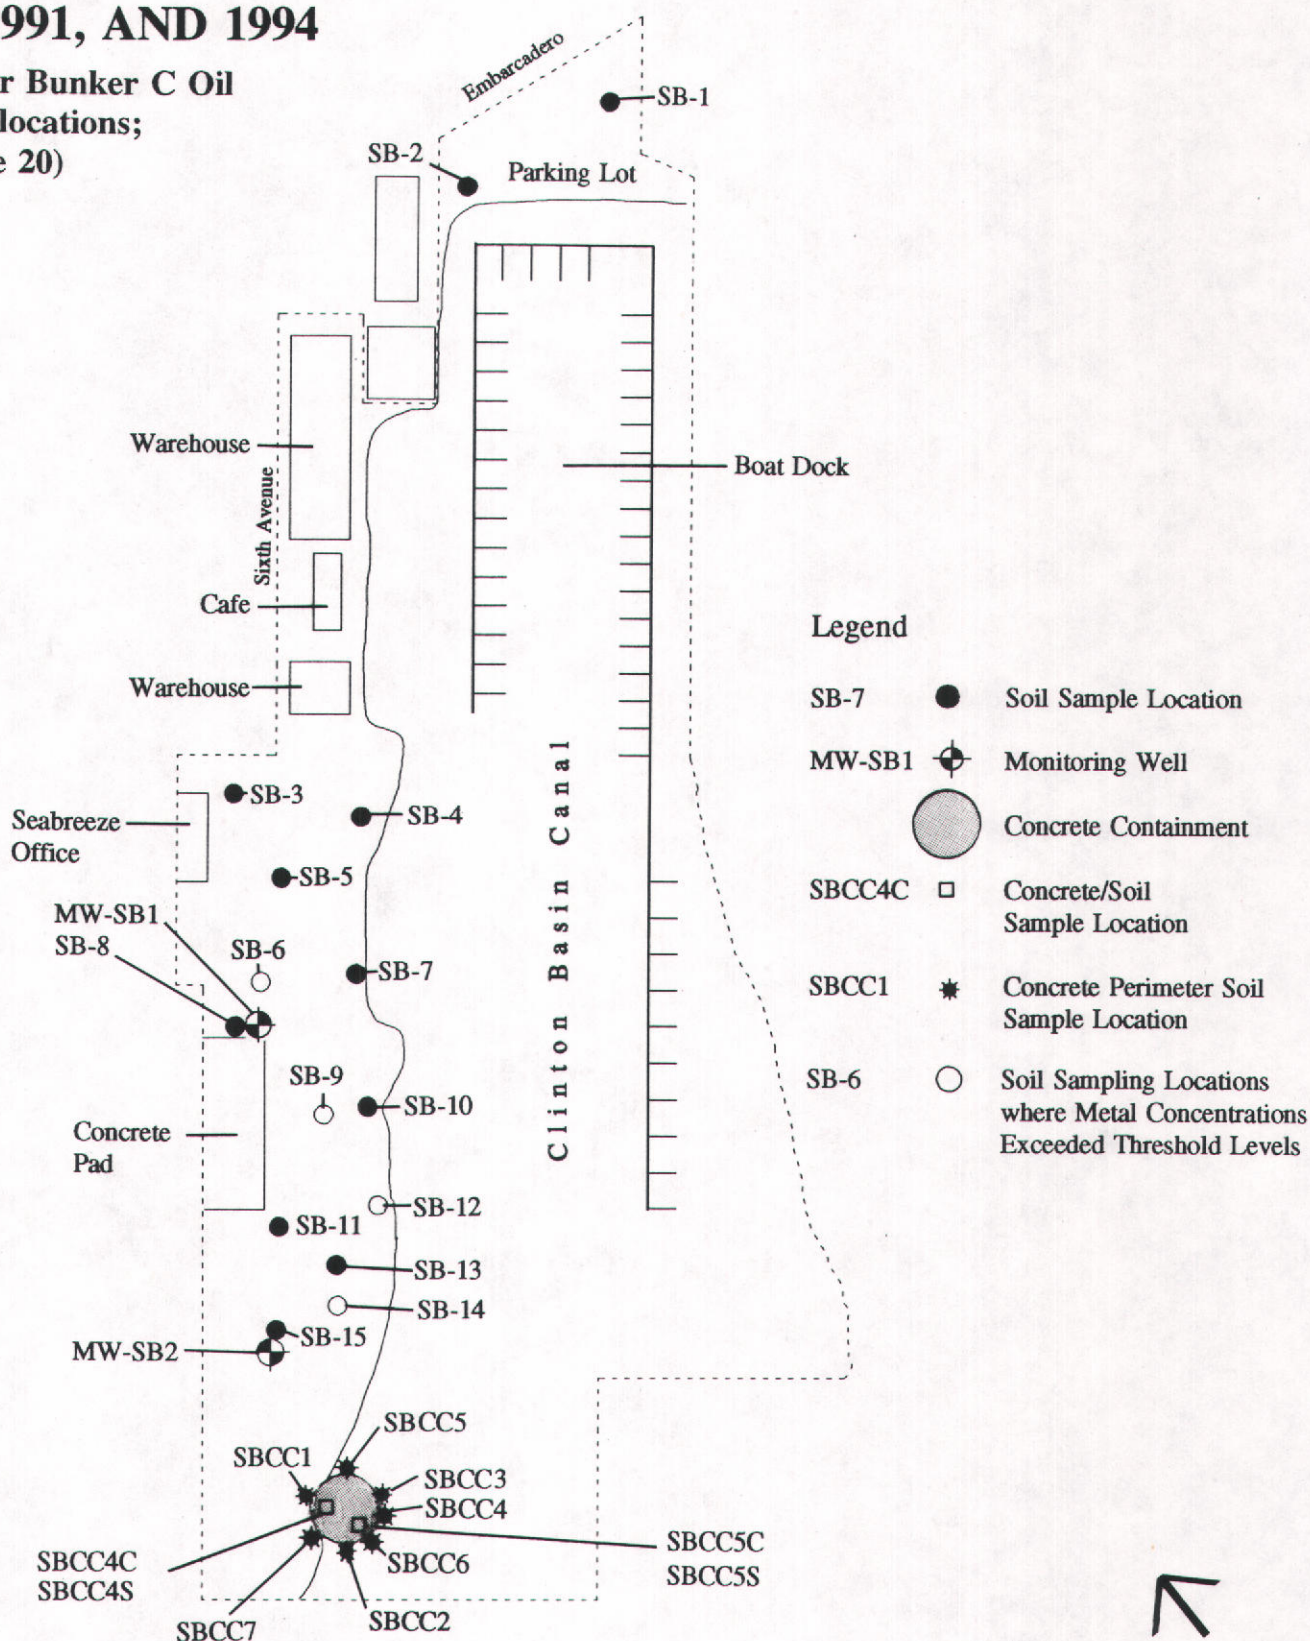 991, AND 1994
r Bunker C Oil
locations;
e 20)
Embarcadero
SB-1
SB-2
Parking Lot
Warehouse
Sixth Avenue
Boat Dock
Cafe
Warehouse
Clinton Basin Canal
SB-3
SB-4
Seabreeze
Office
SB-5
MW-SB1
SB-8
SB-6
SB-7
SB-9
SB-10
Concrete
Pad
SB-12
SB-11
SB-13
SB-14
SB-15
MW-SB2
SBCC5
SBCC1
SBCC3
SBCC4
SBCC6
SBCC5C
SBCC5S
SBCC4C
SBCC4S
SBCC7
SBCC2
Legend
SB-7 Soil Sample Location
MW-SB1 Monitoring Well
Concrete Containment
SBCC4C Concrete/Soil
Sample Location
SBCC1 Concrete Perimeter Soil
Sample Location
SB-6 Soil Sampling Locations
where Metal Concentrations
Exceeded Threshold Levels